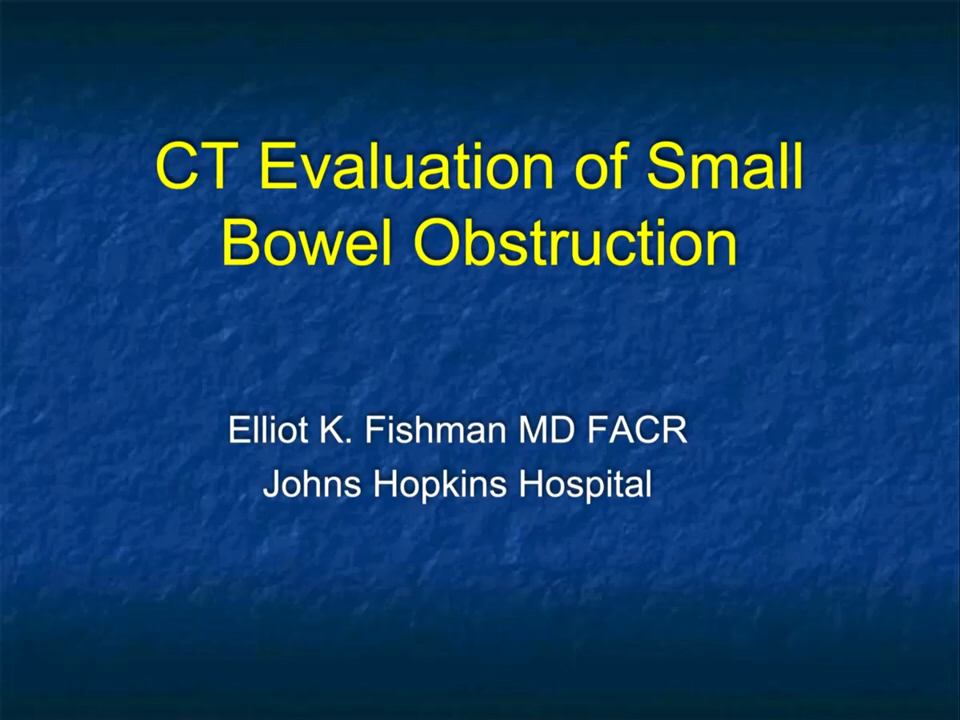 CT Evaluation of Small
Bowel Obstruction
Elliot K. Fishman MD FACR
Johns Hopkins Hospital